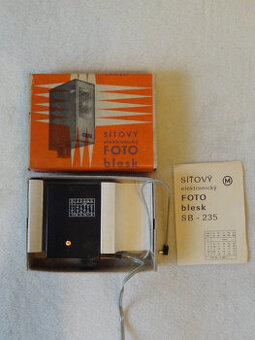 SÍŤOVÝ
elektronický
FOTO
blesk
SÍŤOVÝ
elektronický
FOTO
blesk
SB - 235
M